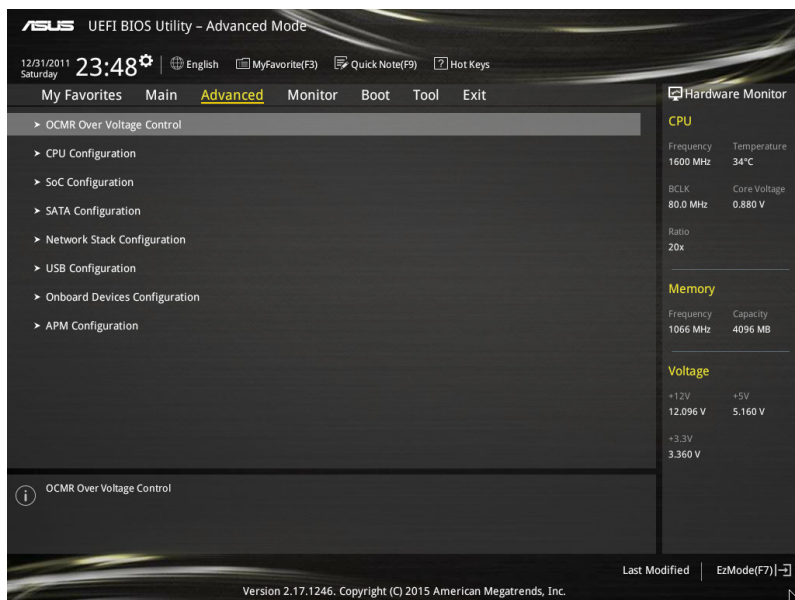 ASUS UEFI BIOS Utility – Advanced Mode
12/31/2011
Saturday
23:48
English MyFavorite(F3) Quick Note(F9) ? Hot Keys
My Favorites Main Advanced Monitor Boot Tool Exit
> OCMR Over Voltage Control
> CPU Configuration
> SoC Configuration
> SATA Configuration
> Network Stack Configuration
> USB Configuration
> Onboard Devices Configuration
> APM Configuration
i OCMR Over Voltage Control
Hardware Monitor
CPU
Frequency Temperature
1600 MHz 34°C
BCLK Core Voltage
80.0 MHz 0.880 V
Ratio
20x
Memory
Frequency Capacity
1066 MHz 4096 MB
Voltage
+12V +5V
12.096 V 5.160 V
+3.3V
3.360 V
Last Modified EzMode(F7)
Version 2.17.1246. Copyright (C) 2015 American Megatrends, Inc.